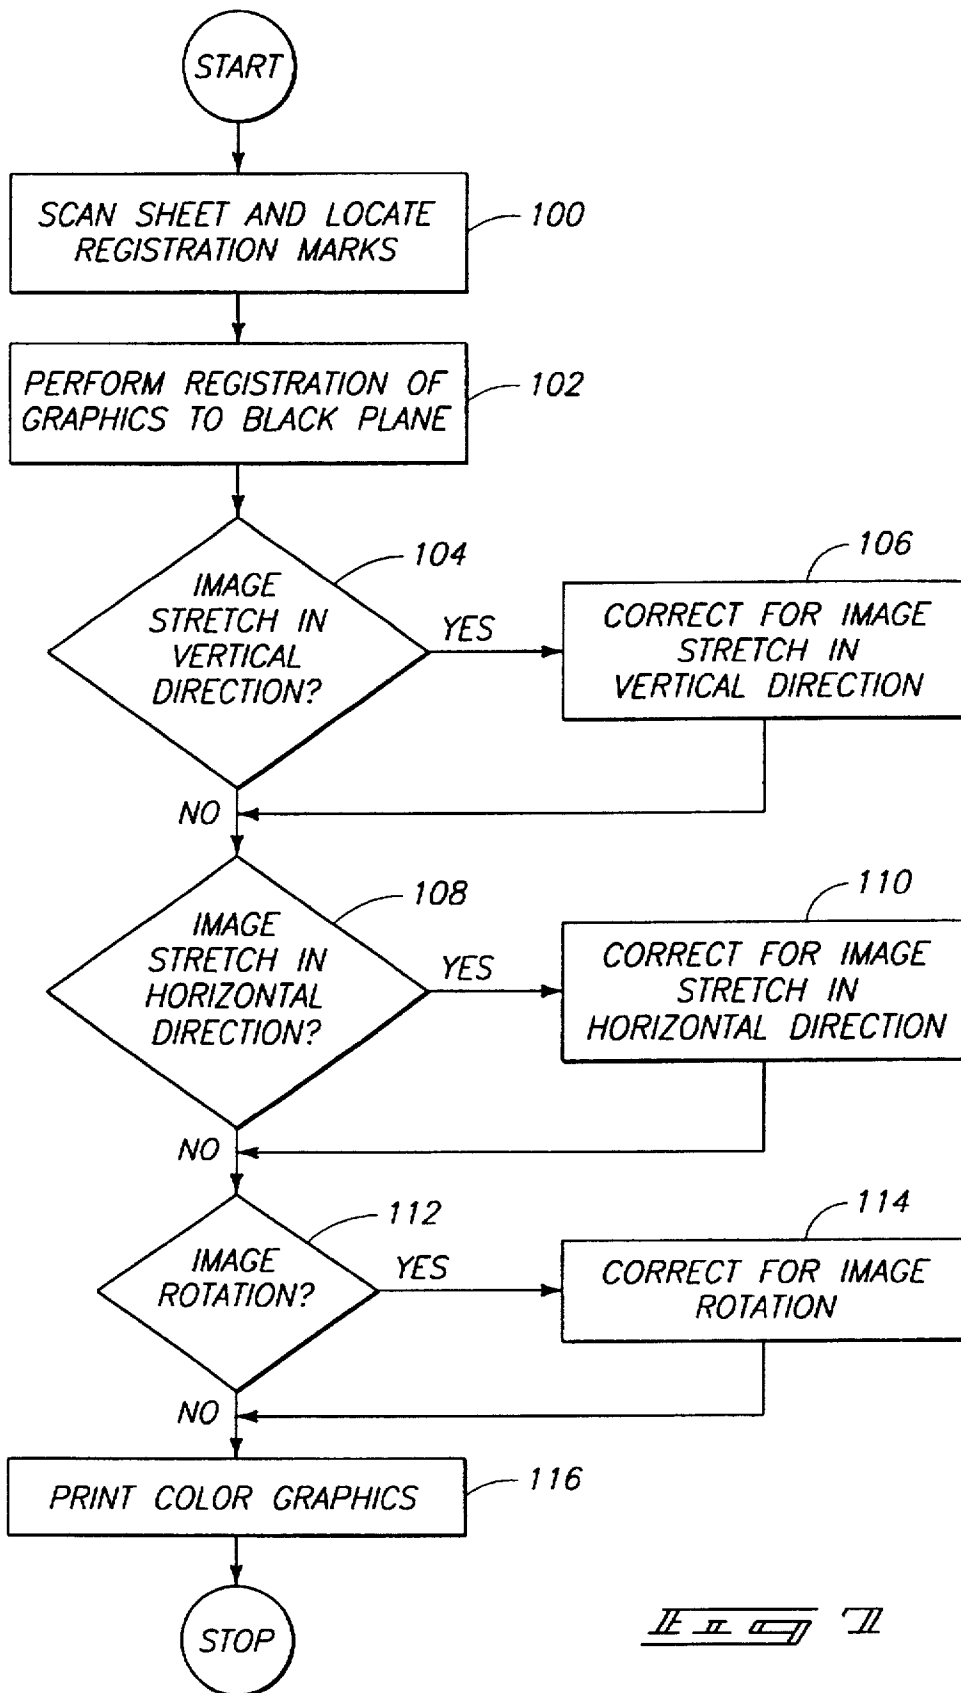 START
SCAN SHEET AND LOCATE
REGISTRATION MARKS
100
PERFORM REGISTRATION OF
GRAPHICS TO BLACK PLANE
102
IMAGE
STRETCH IN
VERTICAL
DIRECTION?
104
YES
106
CORRECT FOR IMAGE
STRETCH IN
VERTICAL DIRECTION
NO
IMAGE
STRETCH IN
HORIZONTAL
DIRECTION?
108
YES
110
CORRECT FOR IMAGE
STRETCH IN
HORIZONTAL DIRECTION
NO
IMAGE
ROTATION?
112
YES
114
CORRECT FOR IMAGE
ROTATION
NO
PRINT COLOR GRAPHICS
116
STOP
Fig 7